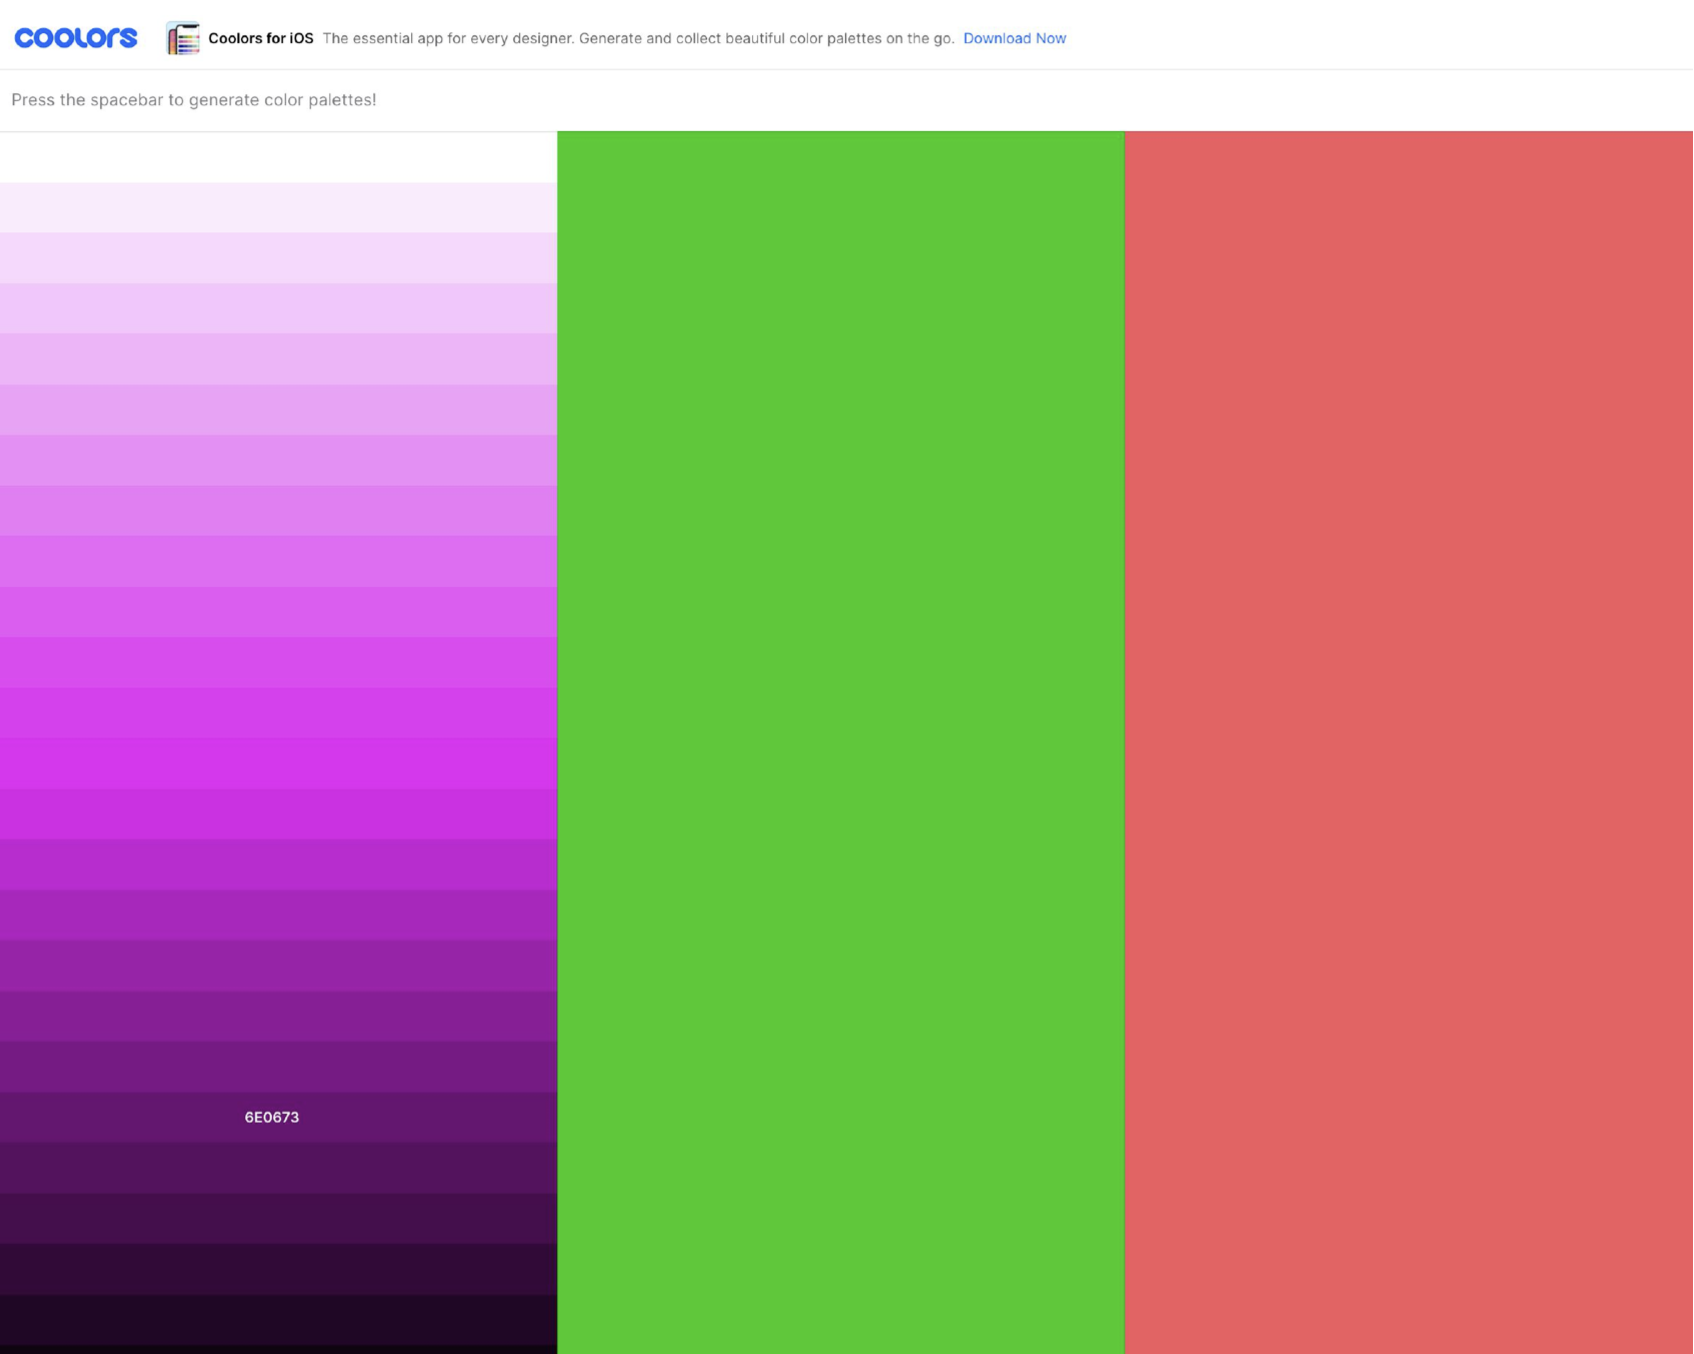 coolors
Coolors for iOS The essential app for every designer. Generate and collect beautiful color palettes on the go. Download Now
Press the spacebar to generate color palettes!
6E0673